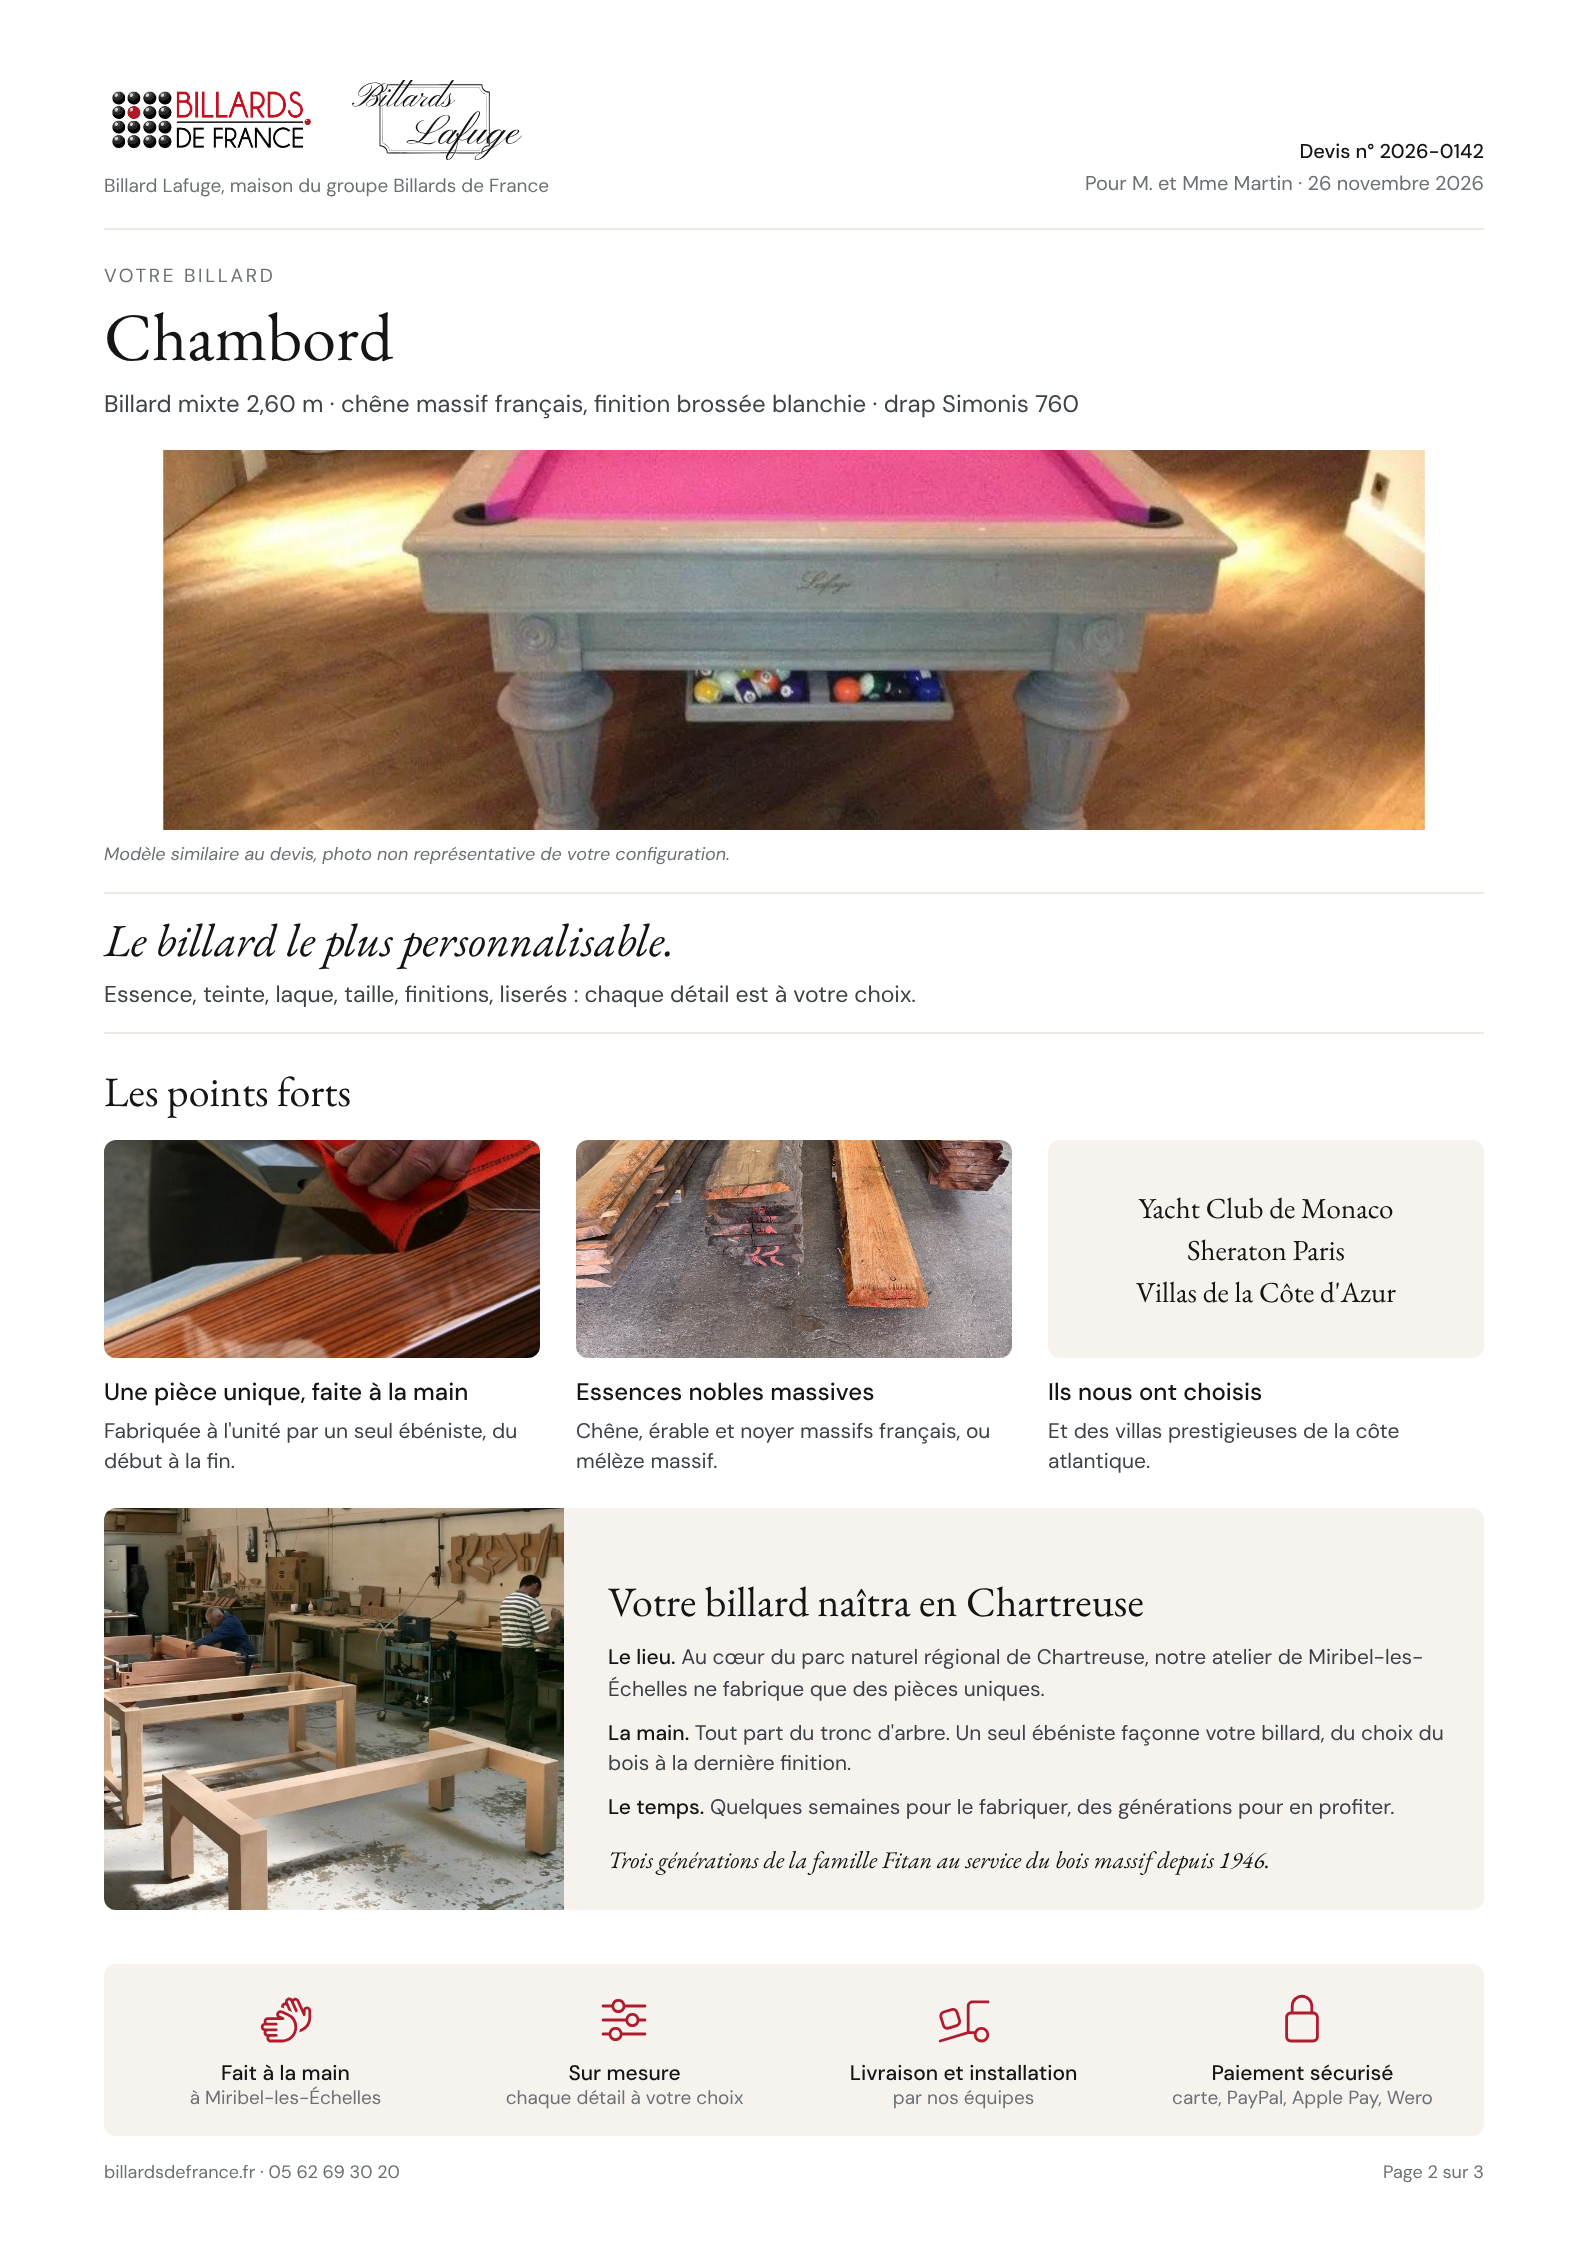 BILLARDS
DE FRANCE
Billards
Lafuge
Billard Lafuge, maison du groupe Billards de France
Devis n° 2026-0142
Pour M. et Mme Martin · 26 novembre 2026
VOTRE BILLARD
Chambord
Billard mixte 2,60 m · chêne massif français, finition brossée blanchie · drap Simonis 760
Lafuge
Modèle similaire au devis, photo non représentative de votre configuration.
Le billard le plus personnalisable.
Essence, teinte, laque, taille, finitions, liserés : chaque détail est à votre choix.
Les points forts
Yacht Club de Monaco
Sheraton Paris
Villas de la Côte d'Azur
Une pièce unique, faite à la main
Fabriquée à l'unité par un seul ébéniste, du
début à la fin.
Essences nobles massives
Chêne, érable et noyer massifs français, ou
mélèze massif.
Ils nous ont choisis
Et des villas prestigieuses de la côte
atlantique.
Votre billard naîtra en Chartreuse
Le lieu. Au cœur du parc naturel régional de Chartreuse, notre atelier de Miribel-les-
Échelles ne fabrique que des pièces uniques.
La main. Tout part du tronc d'arbre. Un seul ébéniste façonne votre billard, du choix du
bois à la dernière finition.
Le temps. Quelques semaines pour le fabriquer, des générations pour en profiter.
Trois générations de la famille Fitan au service du bois massif depuis 1946.
Fait à la main
à Miribel-les-Échelles
Sur mesure
chaque détail à votre choix
Livraison et installation
par nos équipes
Paiement sécurisé
carte, PayPal, Apple Pay, Wero
billardsdefrance.fr · 05 62 69 30 20
Page 2 sur 3